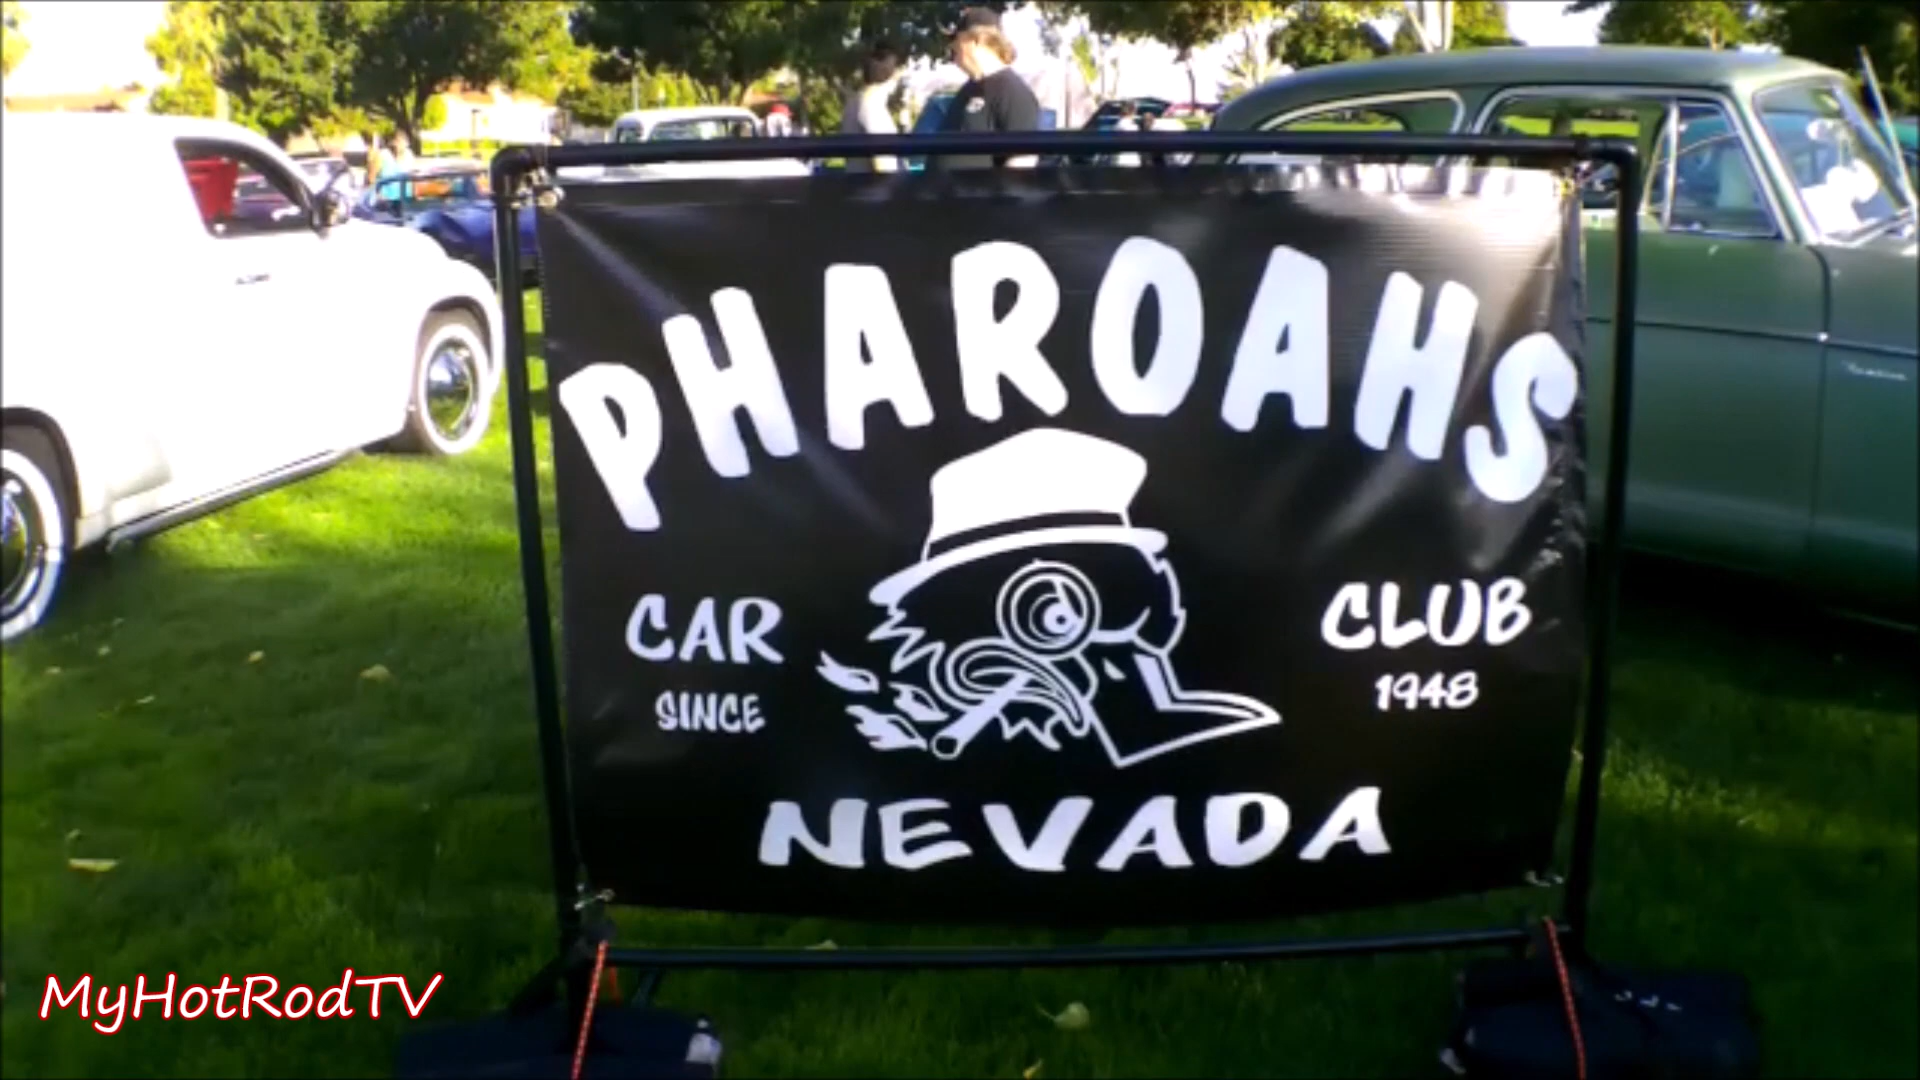 PHAROAHS
CAR CLUB
SINCE 1948
NEVADA
MyHotRodTV